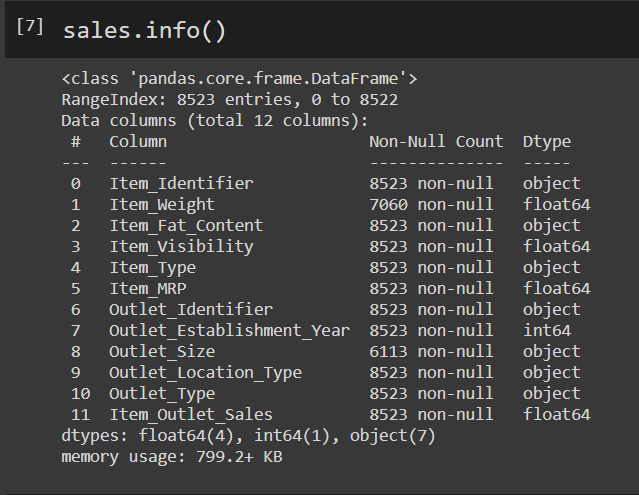 [7] sales.info()
<class 'pandas.core.frame.DataFrame'>
RangeIndex: 8523 entries, 0 to 8522
Data columns (total 12 columns):
 #   Column                     Non-Null Count  Dtype
---  ------                     --------------  -----
 0   Item_Identifier            8523 non-null   object
 1   Item_Weight                7060 non-null   float64
 2   Item_Fat_Content           8523 non-null   object
 3   Item_Visibility            8523 non-null   float64
 4   Item_Type                  8523 non-null   object
 5   Item_MRP                   8523 non-null   float64
 6   Outlet_Identifier          8523 non-null   object
 7   Outlet_Establishment_Year  8523 non-null   int64
 8   Outlet_Size                6113 non-null   object
 9   Outlet_Location_Type       8523 non-null   object
 10  Outlet_Type                8523 non-null   object
 11  Item_Outlet_Sales          8523 non-null   float64
dtypes: float64(4), int64(1), object(7)
memory usage: 799.2+ KB